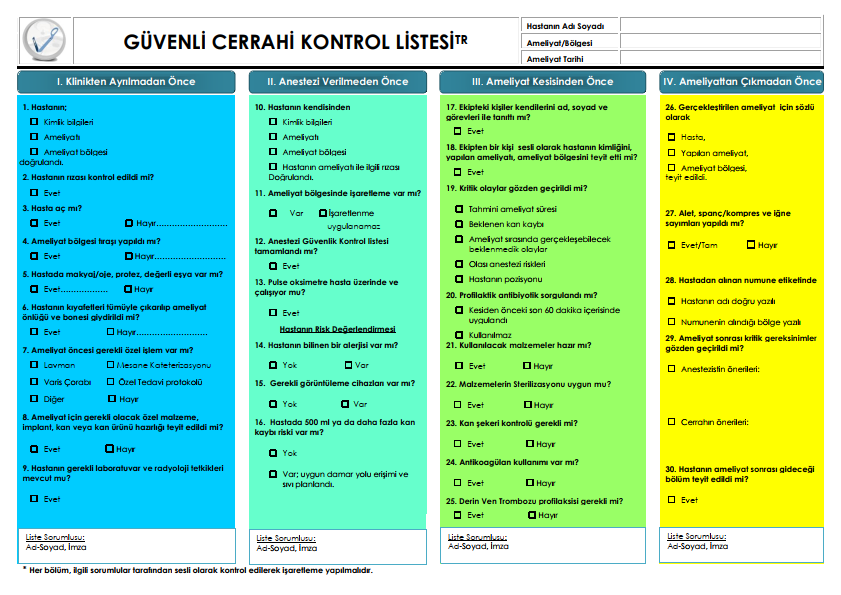 GÜVENLİ CERRAHİ KONTROL LİSTESİTR
Hastanın Adı Soyadı
Ameliyat/Bölgesi
Ameliyat Tarihi
I. Klinikten Ayrılmadan Önce
1. Hastanın;
Kimlik bilgileri
Ameliyatı
Ameliyat bölgesi
doğrulandı.
2. Hastanın rızası kontrol edildi mi?
Evet
3. Hasta aç mı?
Evet Hayır............................
4. Ameliyat bölgesi tıraşı yapıldı mı?
Evet Hayır............................
5. Hastada makyaj/oje, protez, değerli eşya var mı?
Evet.................. Hayır
6. Hastanın kıyafetleri tümüyle çıkarılıp ameliyat
önlüğü ve bonesi giydirildi mi?
Evet Hayır............................
7. Ameliyat öncesi gerekli özel işlem var mı?
Lavman Mesane Kateterizasyonu
Varis Çorabı Özel Tedavi protokolü
Diğer Hayır
8. Ameliyat için gerekli olacak özel malzeme,
implant, kan veya kan ürünü hazırlığı teyit edildi mi?
Evet Hayır
9. Hastanın gerekli laboratuvar ve radyoloji tetkikleri
mevcut mu?
Evet
Liste Sorumlusu:
Ad-Soyad, İmza
II. Anestezi Verilmeden Önce
10. Hastanın kendisinden
Kimlik bilgileri
Ameliyatı
Ameliyat bölgesi
Hastanın ameliyatı ile ilgili rızası
Doğrulandı.
11. Ameliyat bölgesinde işaretleme var mı?
Var İşaretlenme
uygulanamaz
12. Anestezi Güvenlik Kontrol listesi
tamamlandı mı?
Evet
13. Pulse oksimetre hasta üzerinde ve
çalışıyor mu?
Evet
Hastanın Risk Değerlendirmesi
14. Hastanın bilinen bir alerjisi var mı?
Yok Var
15. Gerekli görüntüleme cihazları var mı?
Yok Var
16. Hastada 500 ml ya da daha fazla kan
kaybı riski var mı?
Yok
Var; uygun damar yolu erişimi ve
sıvı planlandı.
Liste Sorumlusu:
Ad-Soyad, İmza
III. Ameliyat Kesisinden Önce
17. Ekipteki kişiler kendilerini ad, soyad ve
görevleri ile tanıttı mı?
Evet
18. Ekipten bir kişi sesli olarak hastanın kimliğini,
yapılan ameliyatı, ameliyat bölgesini teyit etti mi?
Evet
19. Kritik olaylar gözden geçirildi mi?
Tahmini ameliyat süresi
Beklenen kan kaybı
Ameliyat sırasında gerçekleşebilecek
beklenmedik olaylar
Olası anestezi riskleri
Hastanın pozisyonu
20. Profilaktik antibiyotik sorgulandı mı?
Kesiden önceki son 60 dakika içerisinde
uygulandı
Kullanılmaz
21. Kullanılacak malzemeler hazır mı?
Evet Hayır
22. Malzemelerin Sterilizasyonu uygun mu?
Evet Hayır
23. Kan şekeri kontrolü gerekli mi?
Evet Hayır
24. Antikoagülan kullanımı var mı?
Evet Hayır
25. Derin Ven Trombozu profilaksisi gerekli mi?
Evet Hayır
Liste Sorumlusu:
Ad-Soyad, İmza
IV. Ameliyattan Çıkmadan Önce
26. Gerçekleştirilen ameliyat için sözlü
olarak
Hasta,
Yapılan ameliyat,
Ameliyat bölgesi,
teyit edildi.
27. Alet, spanç/kompres ve iğne
sayımları yapıldı mı?
Evet/Tam Hayır
28. Hastadan alınan numune etiketinde
Hastanın adı doğru yazılı
Numunenin alındığı bölge yazılı
29. Ameliyat sonrası kritik gereksinimler
gözden geçirildi mi?
Anestezistin önerileri:
Cerrahın önerileri:
30. Hastanın ameliyat sonrası gideceği
bölüm teyit edildi mi?
Evet
Liste Sorumlusu:
Ad-Soyad, İmza
* Her bölüm, ilgili sorumlular tarafından sesli olarak kontrol edilerek işaretleme yapılmalıdır.